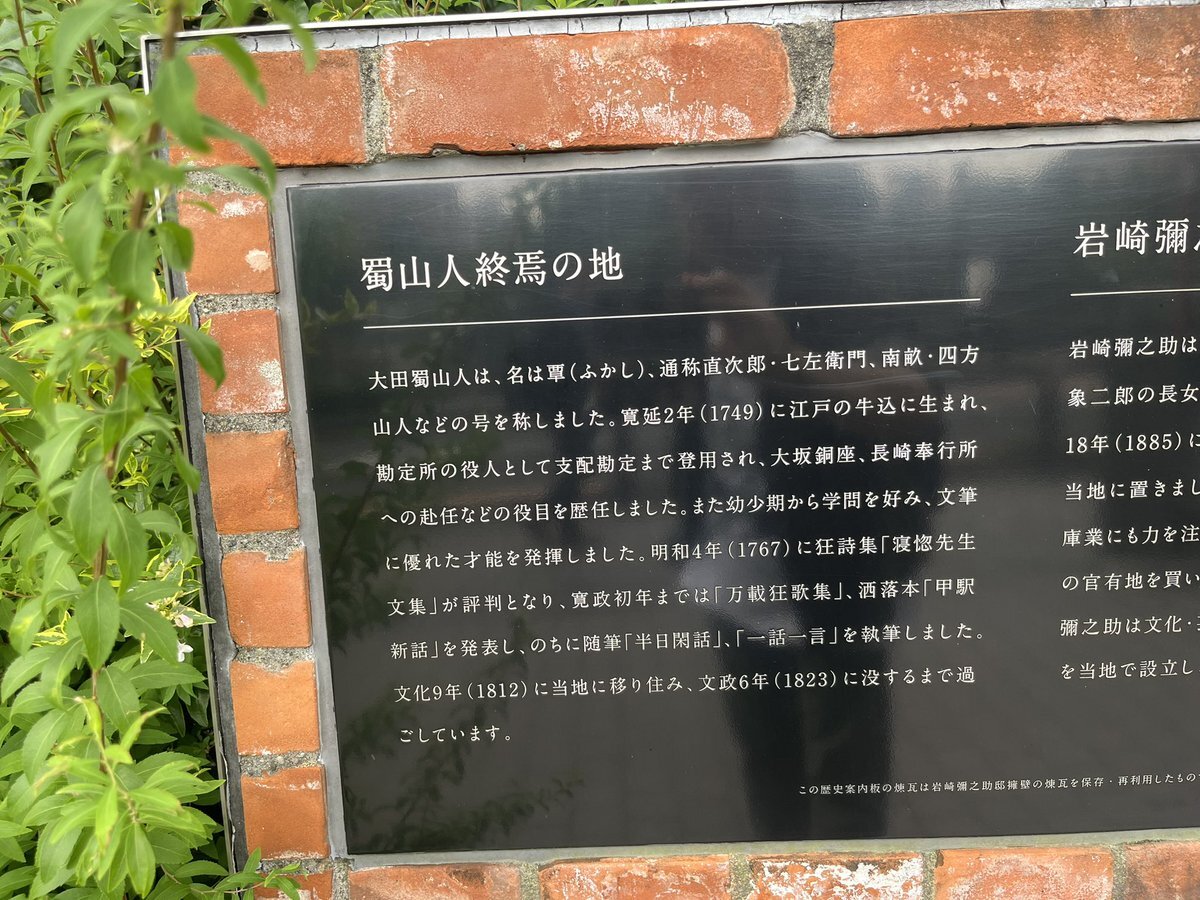 蜀山人終焉の地
大田蜀山人は、名は覃(ふかし)、通称直次郎・七左衛門、南畝・四方
山人などの号を称しました。寛延2年(1749)に江戸の牛込に生まれ、
勘定所の役人として支配勘定まで登用され、大坂銅座、長崎奉行所
への赴任などの役目を歴任しました。また幼少期から学問を好み、文筆
に優れた才能を発揮しました。明和4年(1767)に狂詩集「寝惚先生
文集」が評判となり、寛政初年までは「万載狂歌集」、洒落本「甲駅
新話」を発表し、のちに随筆「半日閑話」、「一話一言」を執筆しました。
文化9年(1812)に当地に移り住み、文政6年(1823)に没するまで過
ごしています。
岩崎彌
岩崎彌之助は
象二郎の長女
18年(1885)に
当地に置きまし
庫業にも力を注
の官有地を買い
彌之助は文化・
を当地で設立し
この歴史案内板の煉瓦は岩崎彌之助邸擁壁の煉瓦を保存・再利用したもので